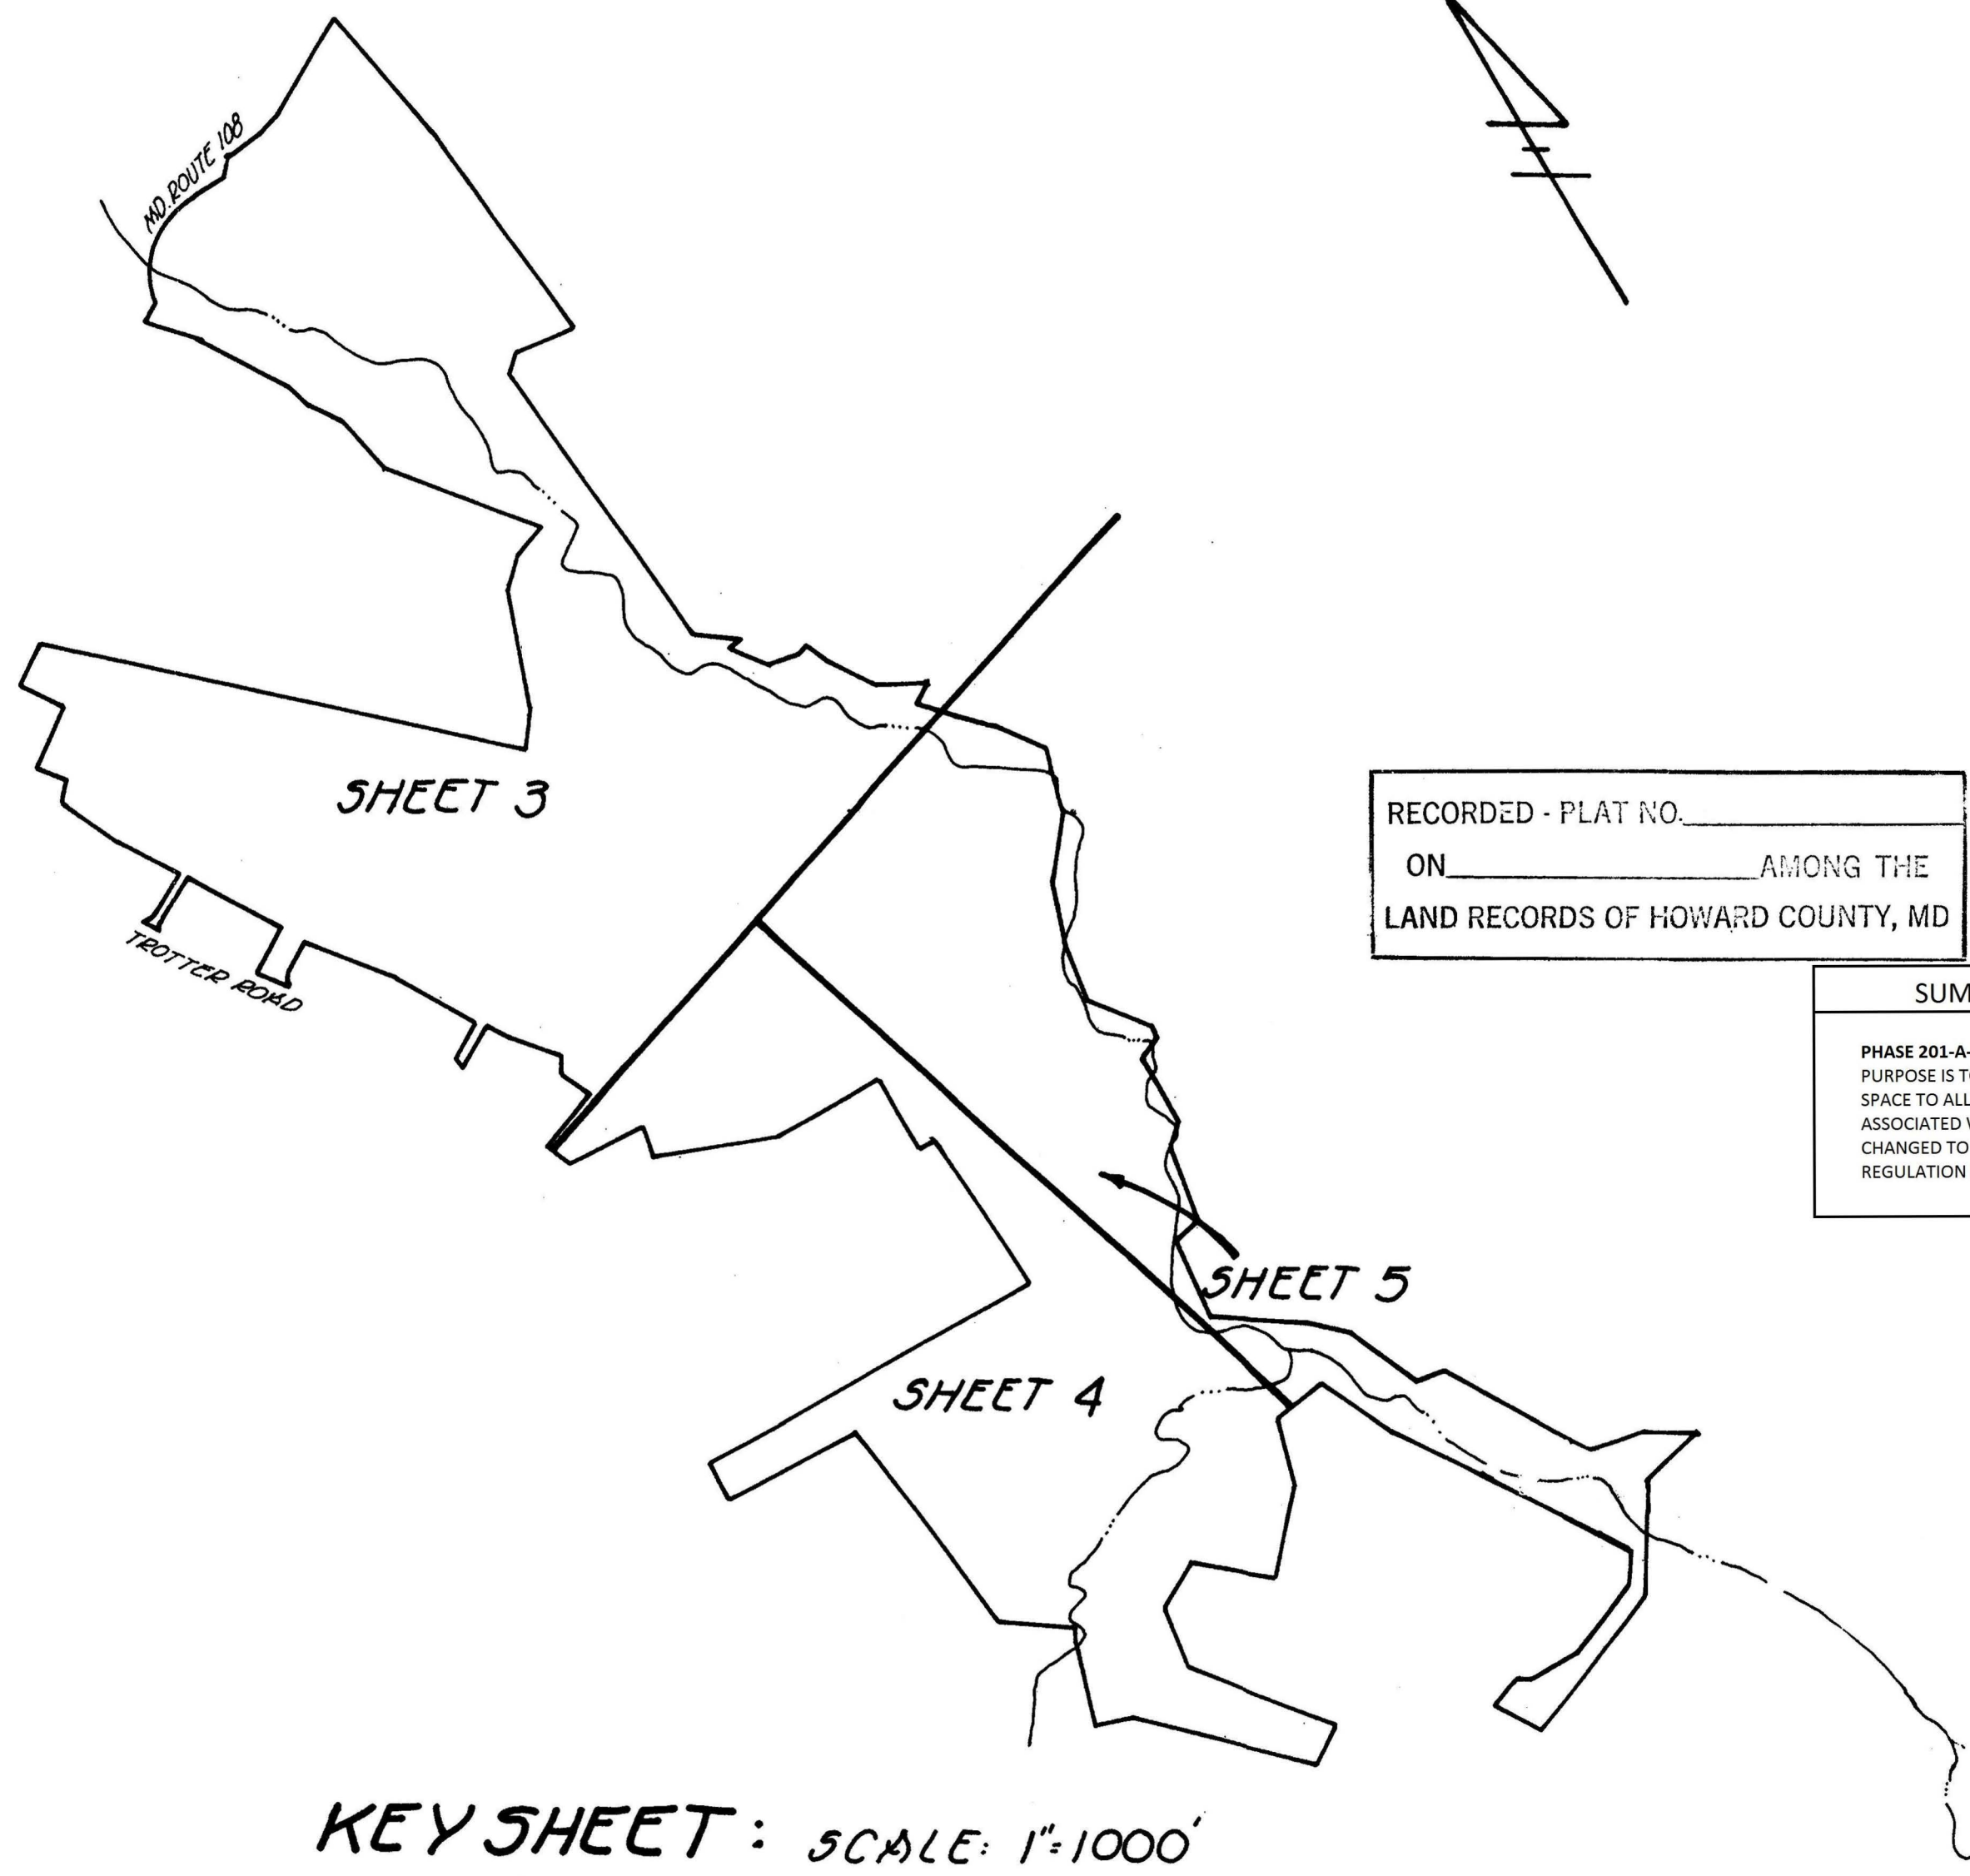 MD. ROUTE 108
SHEET 3
TROTTER ROAD
RECORDED - PLAT NO.
ON AMONG THE
LAND RECORDS OF HOWARD COUNTY, MD
SUM
PHASE 201-A-
PURPOSE IS
SPACE TO ALL
ASSOCIATED
CHANGED TO
REGULATION
SHEET 5
SHEET 4
KEY SHEET: SCALE: 1"=1000'